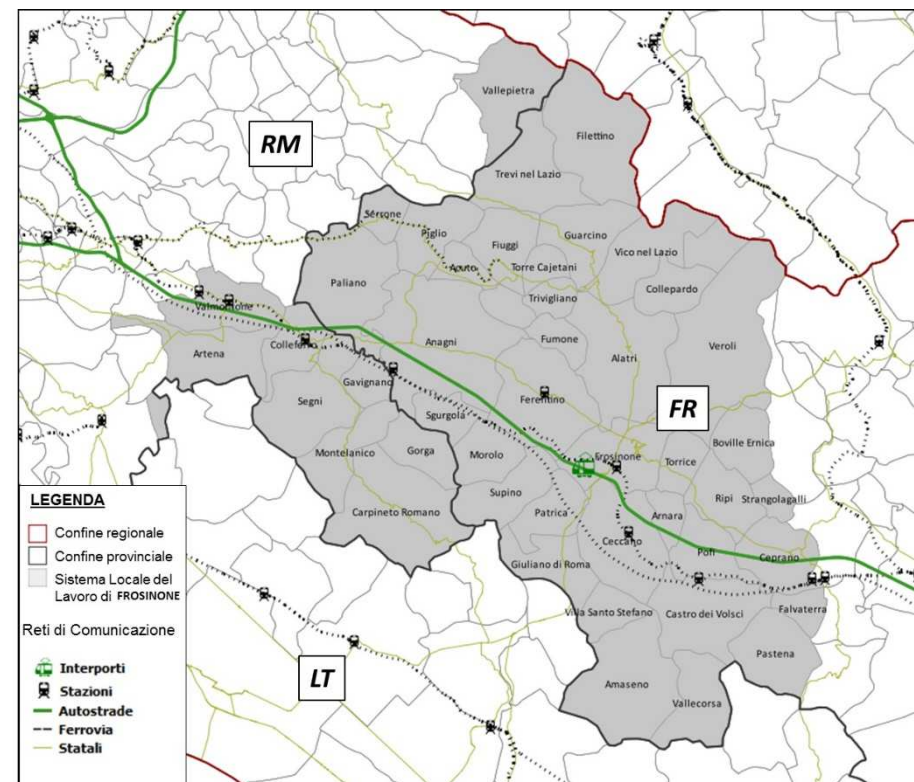 Vallepietra
RM
Filettino
Trevi nel Lazio
Serrone
Piglio
Guarcino
Fiuggi
Vico nel Lazio
Acuto
Torre Cajetani
Paliano
Collepardo
Trivigliano
Valmontone
Fumone
Anagni
Veroli
Colleferro
Artena
Alatri
Gavignano
Segni
Ferentino
FR
Sgurgola
Boville Ernica
Montelanico
Gorga
Morolo
Frosinone
Torrice
Supino
Ripi
Strangolagalli
Carpineto Romano
Patrica
Arnara
Ceccano
Pofi
Ceprano
Giuliano di Roma
Villa Santo Stefano
Castro dei Volsci
Falvaterra
Pastena
LT
Amaseno
Vallecorsa
LEGENDA
Confine regionale
Confine provinciale
Sistema Locale del
Lavoro di FROSINONE
Reti di Comunicazione
Interporti
Stazioni
Autostrade
Ferrovia
Statali